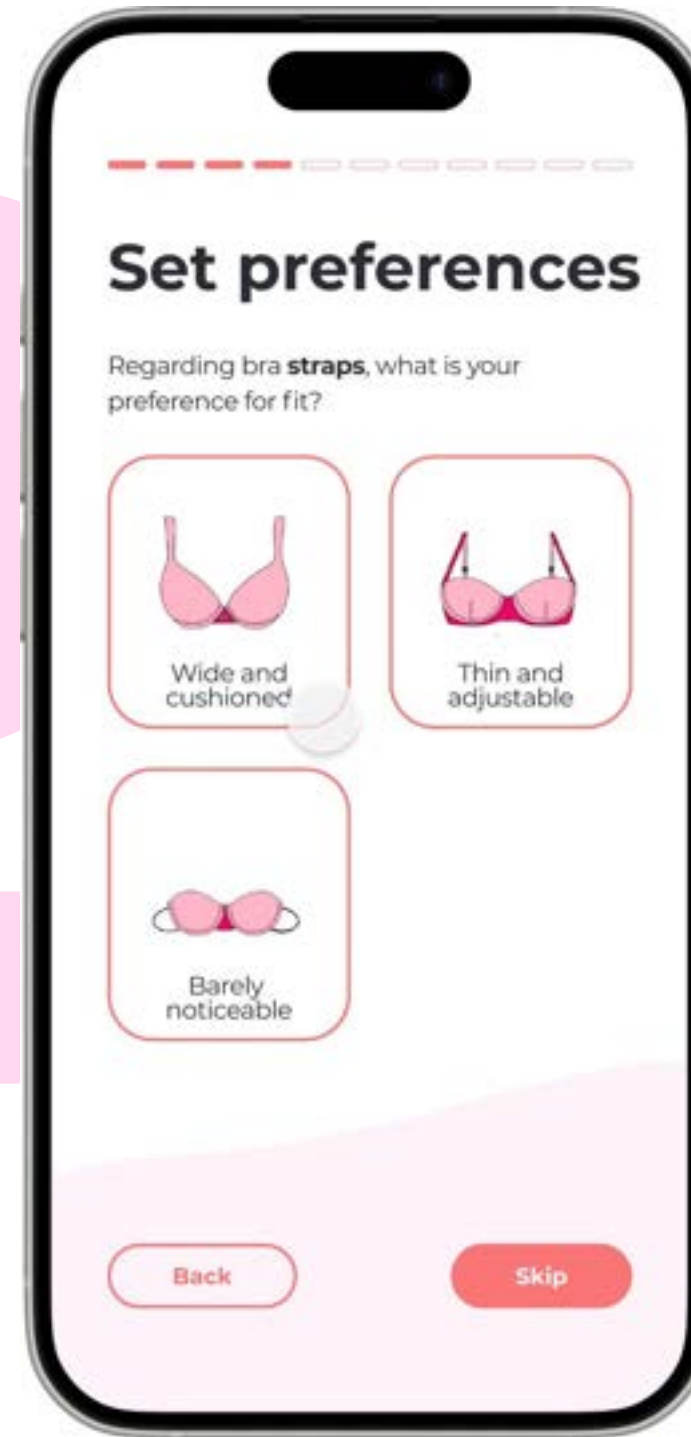 Set preferences
Regarding bra straps, what is your
preference for fit?
Wide and
cushioned
Thin and
adjustable
Barely
noticeable
Back
Skip